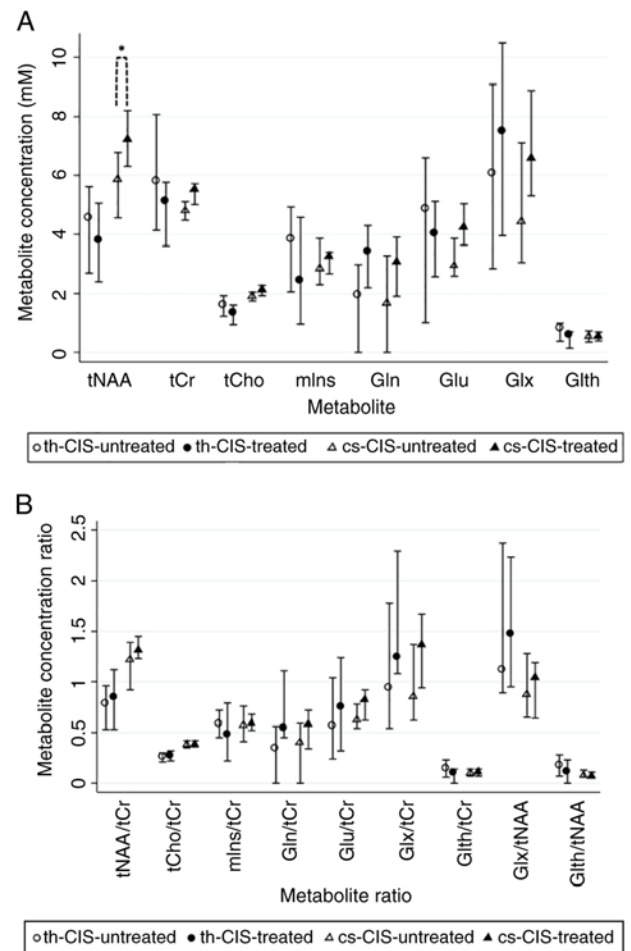 A
*
Metabolite concentration (mM)
10
8
6
4
2
0
tNAA tCr tCho mIns Gln Glu Glx Glth
Metabolite
th-CIS-untreated th-CIS-treated cs-CIS-untreated cs-CIS-treated
B
Metabolite concentration ratio
2.5
2
1.5
1
0.5
0
tNAA/tCr
tCho/tCr
mIns/tCr
Gln/tCr
Glu/tCr
Glx/tCr
Glth/tCr
Glx/tNAA
Glth/tNAA
Metabolite ratio
th-CIS-untreated th-CIS-treated cs-CIS-untreated cs-CIS-treated